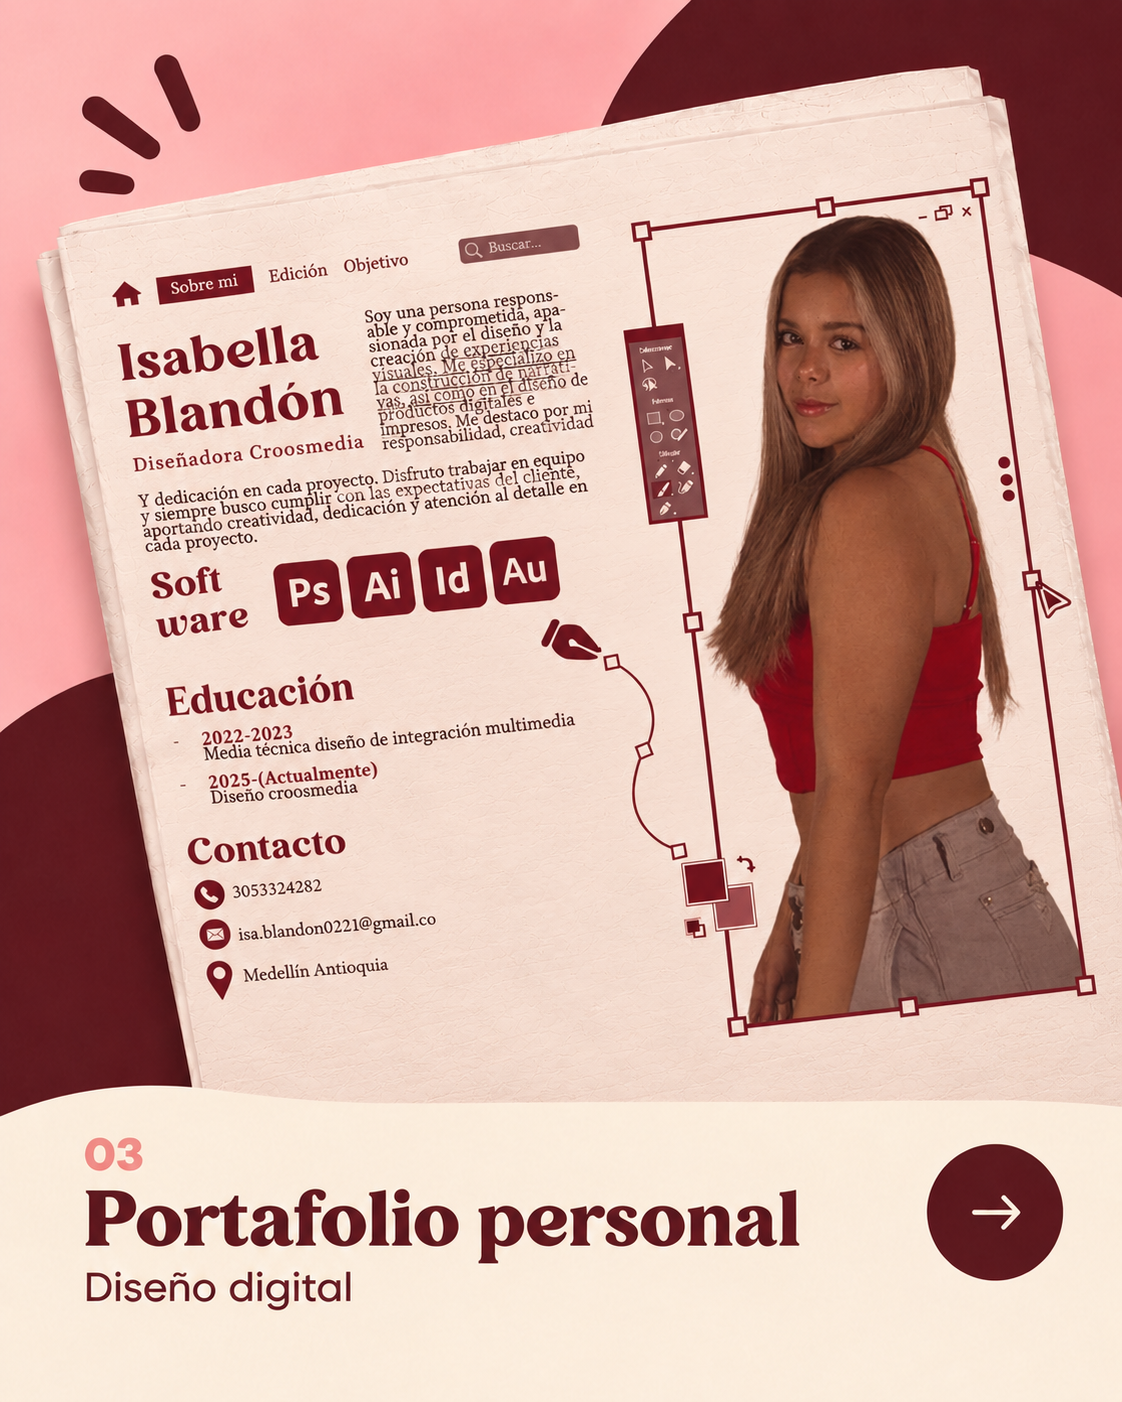 Sobre mi
Edición
Objetivo
Buscar...
Isabella
Blandón
Diseñadora Croosmedia
Soy una persona respons-
able y comprometida, apa-
sionada por el diseño y la
creación de experiencias
visuales. Me especializo en
la construcción de narrati-
vas, así como en el diseño de
productos digitales e
impresos. Me destaco por mi
responsabilidad, creatividad
Y dedicación en cada proyecto. Disfruto trabajar en equipo
y siempre busco cumplir con las expectativas del cliente,
aportando creatividad, dedicación y atención al detalle en
cada proyecto.
Soft
ware
Ps Ai Id Au
Educación
- 2022-2023
Media técnica diseño de integración multimedia
- 2025-(Actualmente)
Diseño croosmedia
Contacto
3053324282
isa.blandon0221@gmail.co
Medellín Antioquia
03
Portafolio personal
Diseño digital